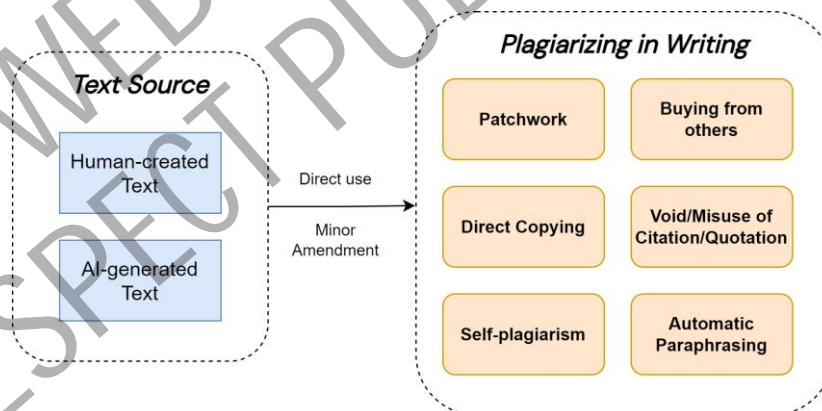 Text Source
Human-created
Text
AI-generated
Text
Direct use
Minor
Amendment
Plagiarizing in Writing
Patchwork
Buying from
others
Direct Copying
Void/Misuse of
Citation/Quotation
Self-plagiarism
Automatic
Paraphrasing